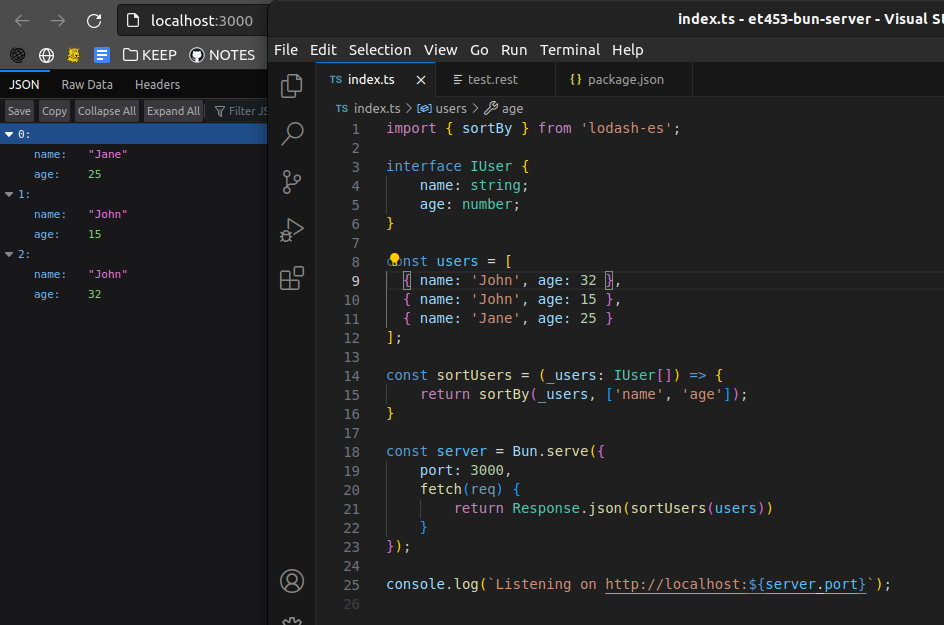 localhost:3000
KEEP NOTES
JSON Raw Data Headers
Save Copy Collapse All Expand All Filter JS
0:
name: "Jane"
age: 25
1:
name: "John"
age: 15
2:
name: "John"
age: 32
index.ts - et453-bun-server - Visual St
File Edit Selection View Go Run Terminal Help
TS index.ts test.rest {} package.json
TS index.ts > users > age
1 import { sortBy } from 'lodash-es';
2
3 interface IUser {
4 name: string;
5 age: number;
6 }
7
8 const users = [
9 { name: 'John', age: 32 },
10 { name: 'John', age: 15 },
11 { name: 'Jane', age: 25 }
12 ];
13
14 const sortUsers = (_users: IUser[]) => {
15 return sortBy(_users, ['name', 'age']);
16 }
17
18 const server = Bun.serve({
19 port: 3000,
20 fetch(req) {
21 return Response.json(sortUsers(users))
22 }
23 });
24
25 console.log(`Listening on http://localhost:${server.port}`);
26